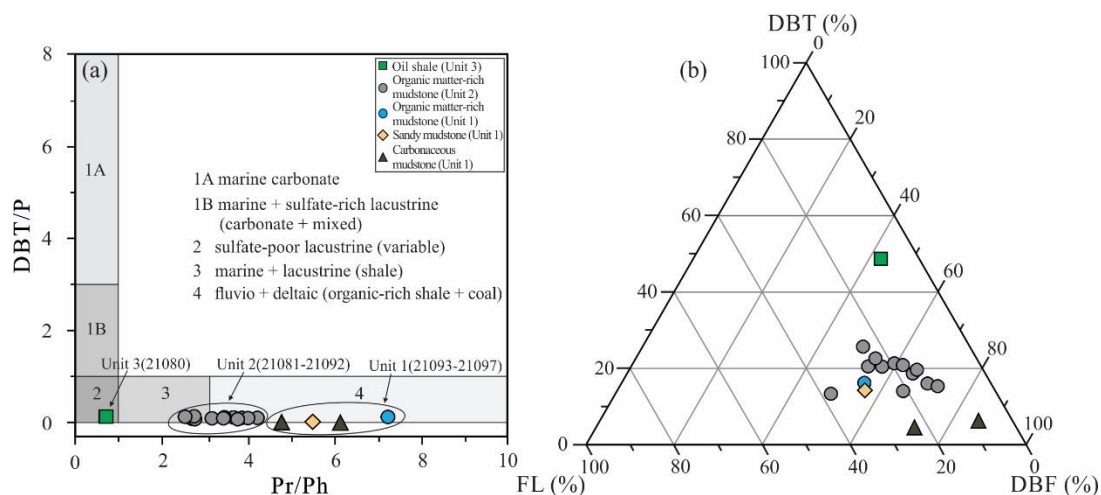 (a)
Oil shale (Unit 3)
Organic matter-rich
mudstone (Unit 2)
Organic matter-rich
mudstone (Unit 1)
Sandy mudstone (Unit 1)
Carbonaceous
mudstone (Unit 1)
1A marine carbonate
1B marine + sulfate-rich lacustrine
(carbonate + mixed)
2 sulfate-poor lacustrine (variable)
3 marine + lacustrine (shale)
4 fluvio + deltaic (organic-rich shale + coal)
1A
1B
2
3
4
Unit 3(21080)
Unit 2(21081-21092)
Unit 1(21093-21097)
DBT/P
8
6
4
2
0
0 2 4 6 8 10
Pr/Ph
(b)
DBT (%)
0
100
20
80
40
60
60
40
80
20
100
0
100 80 60 40 20 0
FL (%)
DBF (%)